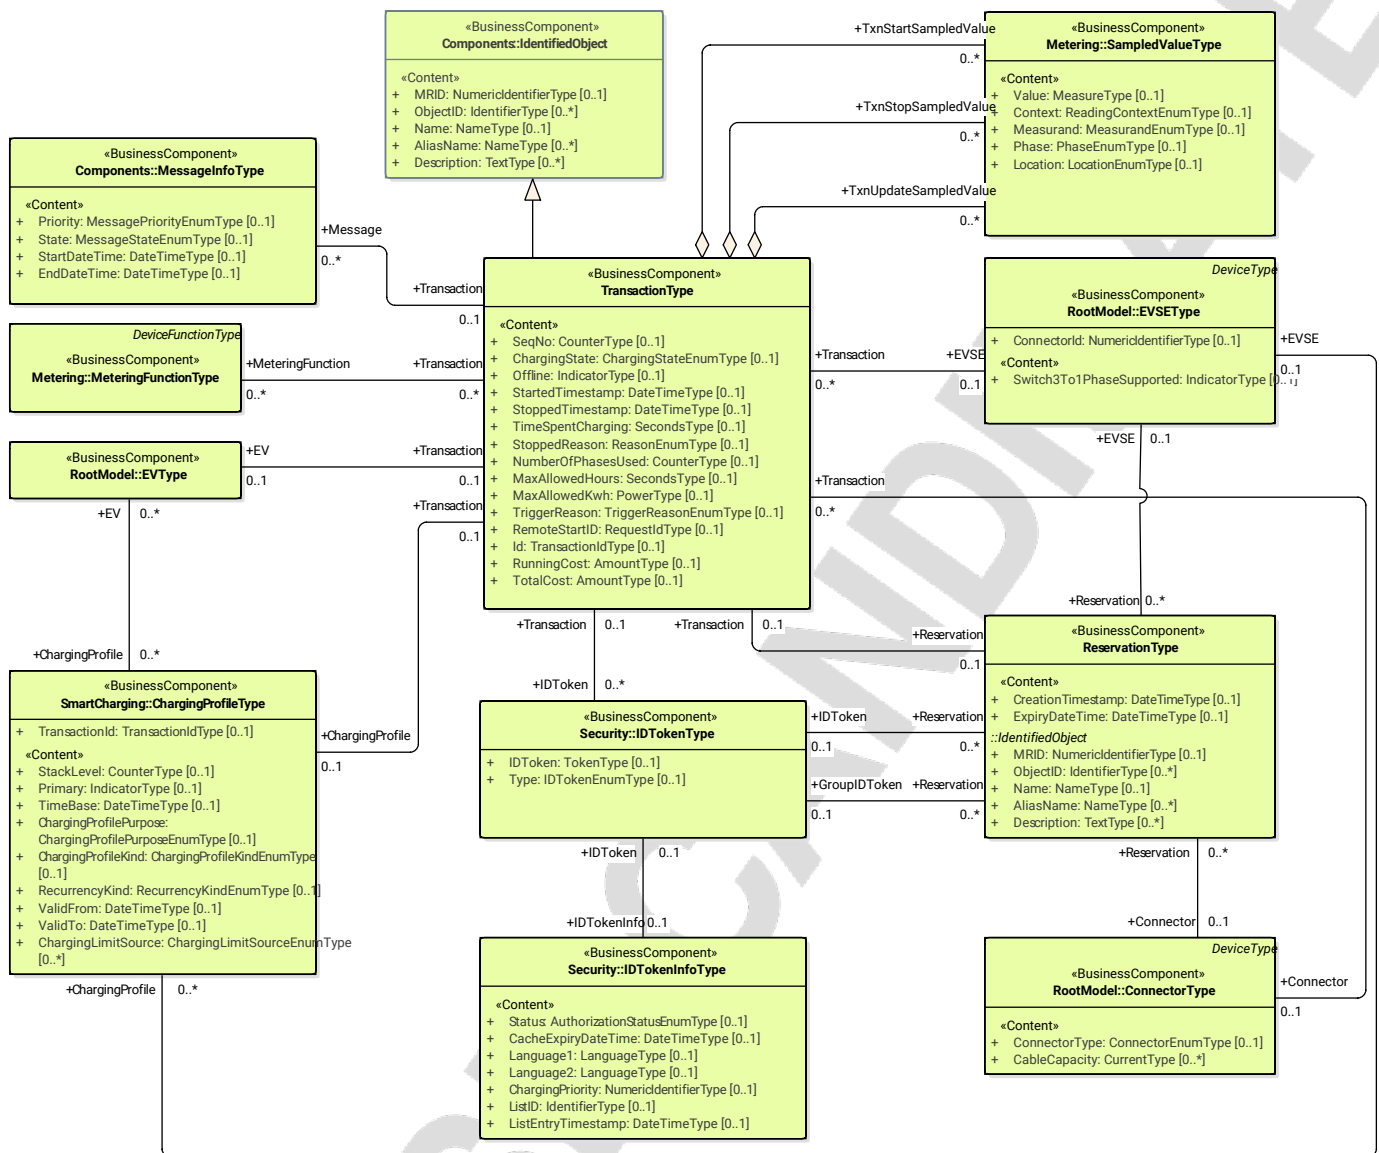 «BusinessComponent»
Components::IdentifiedObject
«Content»
+ MRID: NumericIdentifierType [0..1]
+ ObjectID: IdentifierType [0..*]
+ Name: NameType [0..1]
+ AliasName: NameType [0..*]
+ Description: TextType [0..*]
+TxnStartSampledValue
0..*
+TxnStopSampledValue
0..*
+TxnUpdateSampledValue
0..*
«BusinessComponent»
Metering::SampledValueType
«Content»
+ Value: MeasureType [0..1]
+ Context: ReadingContextEnumType [0..1]
+ Measurand: MeasurandEnumType [0..1]
+ Phase: PhaseEnumType [0..1]
+ Location: LocationEnumType [0..1]
«BusinessComponent»
Components::MessageInfoType
«Content»
+ Priority: MessagePriorityEnumType [0..1]
+ State: MessageStateEnumType [0..1]
+ StartDateTime: DateTimeType [0..1]
+ EndDateTime: DateTimeType [0..1]
+Message
0..*
+Transaction
0..1
DeviceFunctionType
«BusinessComponent»
Metering::MeteringFunctionType
+MeteringFunction
0..*
+Transaction
0..*
«BusinessComponent»
RootModel::EVType
+EV
0..1
+Transaction
0..1
+Transaction
0..1
+EV 0..*
+ChargingProfile 0..*
«BusinessComponent»
TransactionType
«Content»
+ SeqNo: CounterType [0..1]
+ ChargingState: ChargingStateEnumType [0..1]
+ Offline: IndicatorType [0..1]
+ StartedTimestamp: DateTimeType [0..1]
+ StoppedTimestamp: DateTimeType [0..1]
+ TimeSpentCharging: SecondsType [0..1]
+ StoppedReason: ReasonEnumType [0..1]
+ NumberOfPhasesUsed: CounterType [0..1]
+ MaxAllowedHours: SecondsType [0..1]
+ MaxAllowedKwh: PowerType [0..1]
+ TriggerReason: TriggerReasonEnumType [0..1]
+ RemoteStartID: RequestIdType [0..1]
+ Id: TransactionIdType [0..1]
+ RunningCost: AmountType [0..1]
+ TotalCost: AmountType [0..1]
+Transaction
0..*
+EVSE
0..1
DeviceType
«BusinessComponent»
RootModel::EVSEType
+ ConnectorId: NumericIdentifierType [0..1]
«Content»
+ Switch3To1PhaseSupported: IndicatorType [0..1]
+EVSE
0..1
+EVSE 0..1
+Transaction
0..*
+Reservation 0..*
+Transaction 0..1
+Transaction 0..1
+Reservation
0..1
«BusinessComponent»
ReservationType
«Content»
+ CreationTimestamp: DateTimeType [0..1]
+ ExpiryDateTime: DateTimeType [0..1]
::IdentifiedObject
+ MRID: NumericIdentifierType [0..1]
+ ObjectID: IdentifierType [0..*]
+ Name: NameType [0..1]
+ AliasName: NameType [0..*]
+ Description: TextType [0..*]
«BusinessComponent»
SmartCharging::ChargingProfileType
+ TransactionId: TransactionIdType [0..1]
«Content»
+ StackLevel: CounterType [0..1]
+ Primary: IndicatorType [0..1]
+ TimeBase: DateTimeType [0..1]
+ ChargingProfilePurpose:
ChargingProfilePurposeEnumType [0..1]
+ ChargingProfileKind: ChargingProfileKindEnumType
[0..1]
+ RecurrencyKind: RecurrencyKindEnumType [0..1]
+ ValidFrom: DateTimeType [0..1]
+ ValidTo: DateTimeType [0..1]
+ ChargingLimitSource: ChargingLimitSourceEnumType
[0..*]
+ChargingProfile
0..1
+ChargingProfile 0..*
+IDToken 0..*
«BusinessComponent»
Security::IDTokenType
+ IDToken: TokenType [0..1]
+ Type: IDTokenEnumType [0..1]
+IDToken
0..1
+Reservation
0..*
+GroupIDToken
0..1
+Reservation
0..*
+IDToken 0..1
+IDTokenInfo 0..1
«BusinessComponent»
Security::IDTokenInfoType
«Content»
+ Status: AuthorizationStatusEnumType [0..1]
+ CacheExpiryDateTime: DateTimeType [0..1]
+ Language1: LanguageType [0..1]
+ Language2: LanguageType [0..1]
+ ChargingPriority: NumericIdentifierType [0..1]
+ ListID: IdentifierType [0..1]
+ ListEntryTimestamp: DateTimeType [0..1]
+Reservation 0..*
+Connector 0..1
DeviceType
«BusinessComponent»
RootModel::ConnectorType
«Content»
+ ConnectorType: ConnectorEnumType [0..1]
+ CableCapacity: CurrentType [0..*]
+Connector
0..1